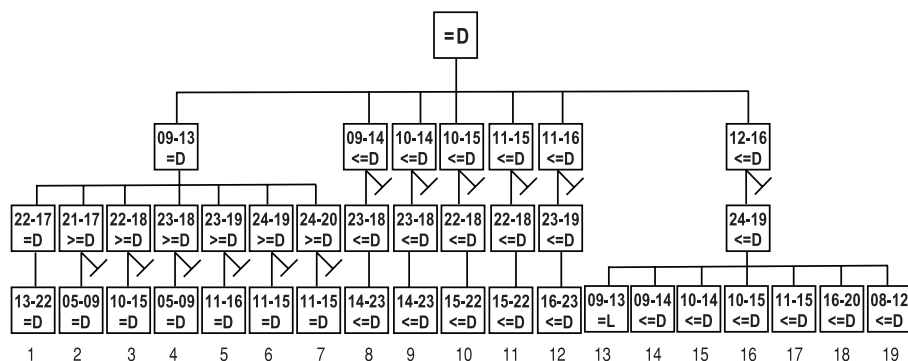 =D
09-13 09-14 10-14 10-15 11-15 11-16 12-16
=D <=D <=D <=D <=D <=D <=D
22-17 21-17 22-18 23-18 23-19 24-19 24-20 23-18 23-18 22-18 22-18 23-19 24-19
=D >=D >=D >=D >=D >=D >=D <=D <=D <=D <=D <=D <=D
13-22 05-09 10-15 05-09 11-16 11-15 11-15 14-23 14-23 15-22 15-22 16-23 09-13 09-14 10-14 10-15 11-15 16-20 08-12
=D =D =D =D =D =D =D <=D <=D <=D <=D <=D =L <=D <=D <=D <=D <=D <=D
1 2 3 4 5 6 7 8 9 10 11 12 13 14 15 16 17 18 19